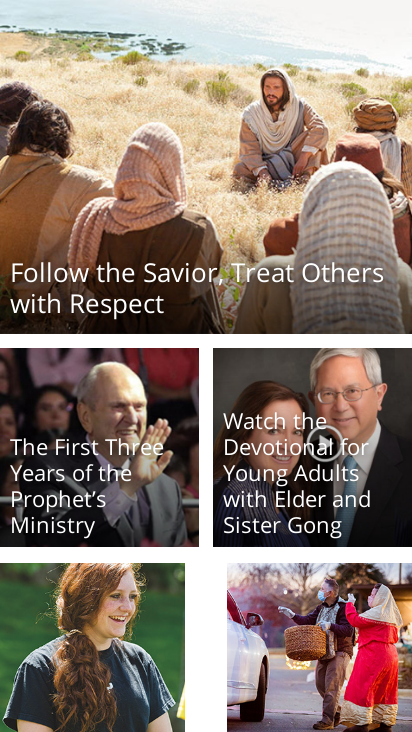 Follow the Savior, Treat Others
with Respect
The First Three
Years of the
Prophet’s
Ministry
Watch the
Devotional for
Young Adults
with Elder and
Sister Gong